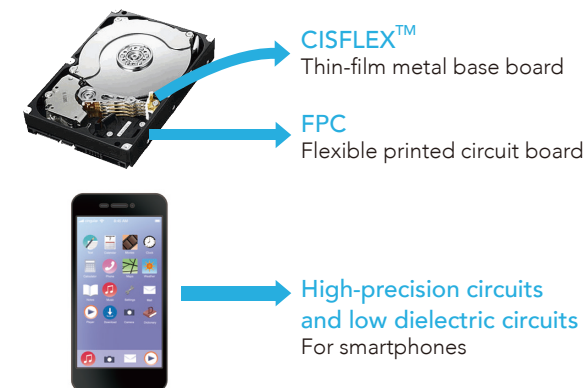 CISFLEX™
Thin-film metal base board
FPC
Flexible printed circuit board
High-precision circuits
and low dielectric circuits
For smartphones